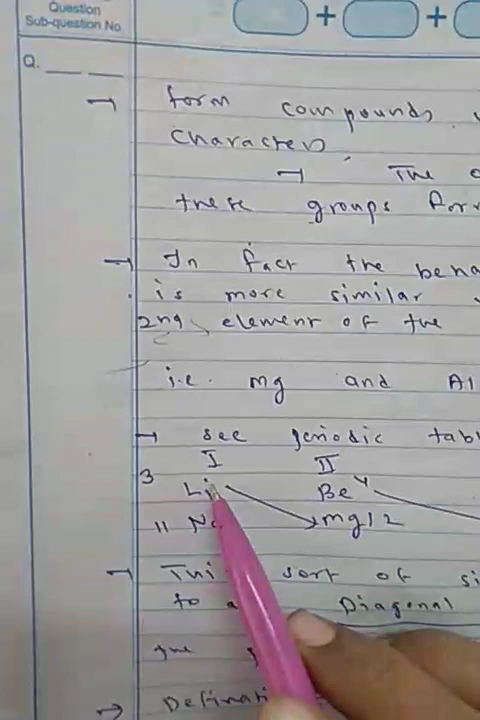 Question
Sub-question No
+ +
Q.
→ form compounds
character
→ The
these groups for
→ In fact the beha
is more similar
2nd element of the
i.e. mg and Al
→ see periodic tab
I II
3 Li Be 4
11 Na mg 12
→ sort of si
to a Diagonal
the
→